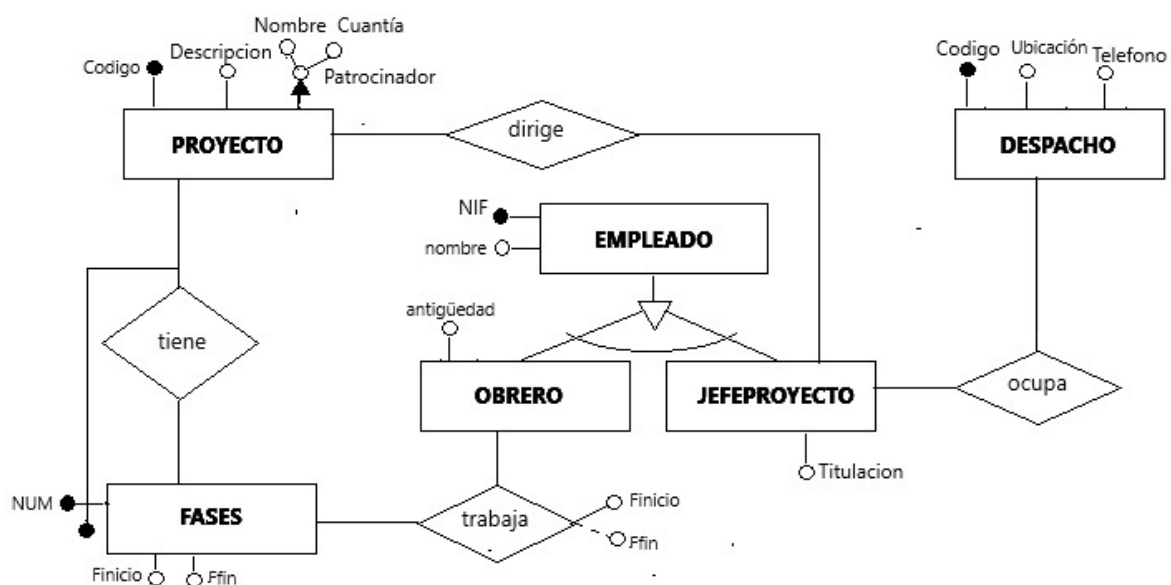 Nombre Cuantía
Codigo
Descripcion
Patrocinador
Codigo
Ubicación
Telefono
PROYECTO
dirige
DESPACHO
NIF
nombre
EMPLEADO
antigüedad
tiene
OBRERO
JEFEPROYECTO
ocupa
Titulacion
NUM
FASES
trabaja
Finicio
Ffin
Finicio
Ffin